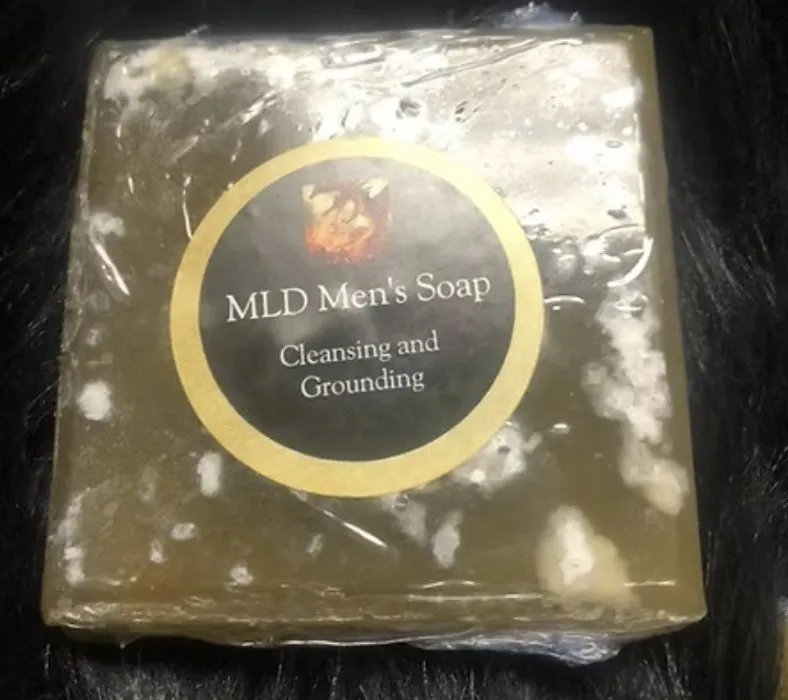 MLD Men's Soap
Cleansing and
Grounding